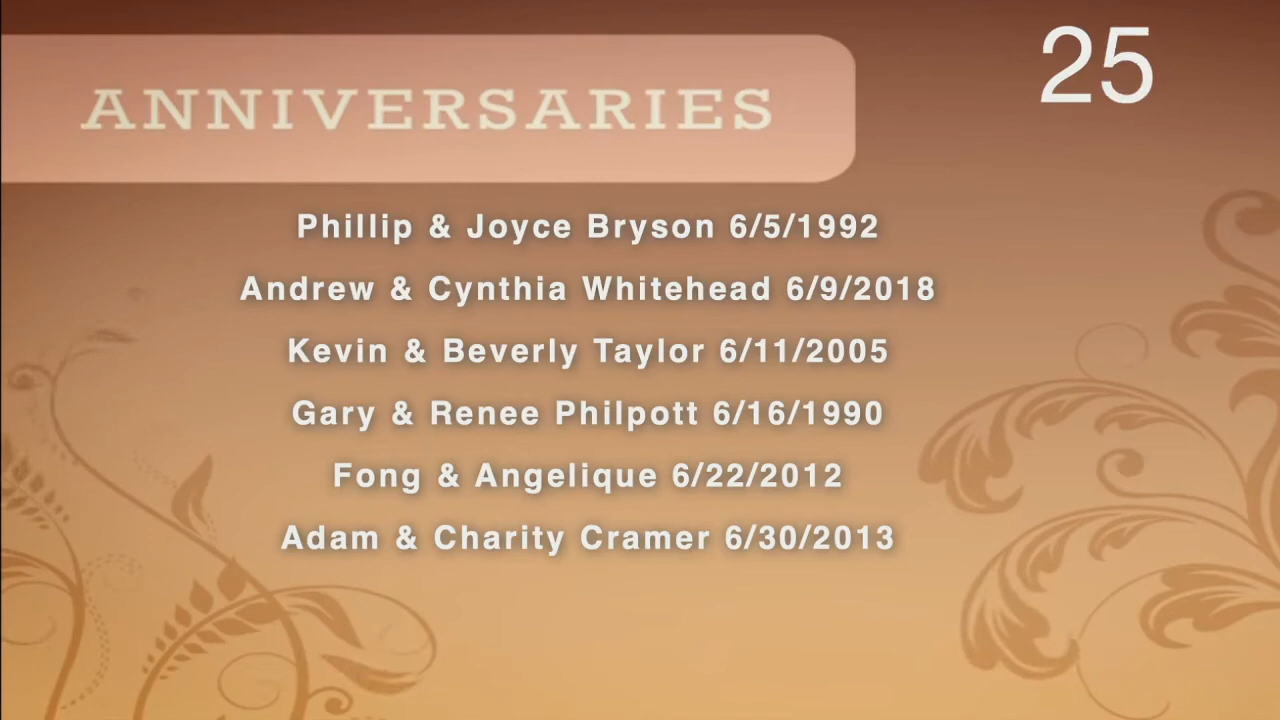 ANNIVERSARIES
25
Phillip & Joyce Bryson 6/5/1992
Andrew & Cynthia Whitehead 6/9/2018
Kevin & Beverly Taylor 6/11/2005
Gary & Renee Philpott 6/16/1990
Fong & Angelique 6/22/2012
Adam & Charity Cramer 6/30/2013